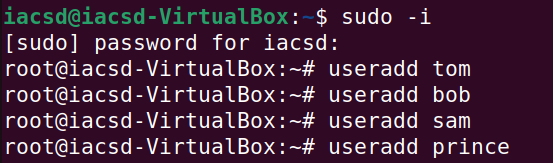 iacsd@iacsd-VirtualBox:~$ sudo -i
[sudo] password for iacsd:
root@iacsd-VirtualBox:~# useradd tom
root@iacsd-VirtualBox:~# useradd bob
root@iacsd-VirtualBox:~# useradd sam
root@iacsd-VirtualBox:~# useradd prince